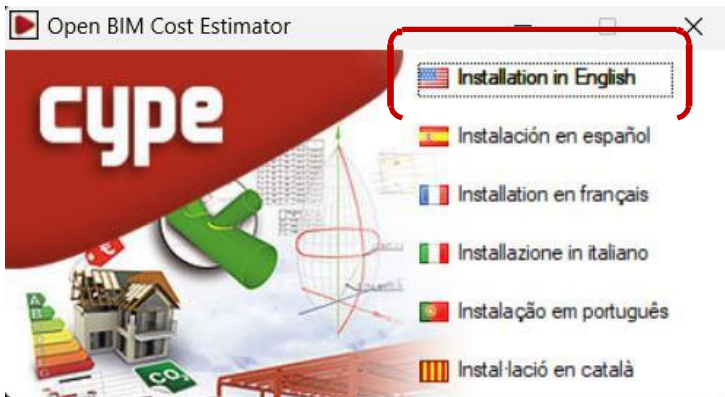 Open BIM Cost Estimator
cype
Installation in English
Instalación en español
Installation en français
Installazione in italiano
Instalação em português
Instal·lació en català
A
B
G
CO₂